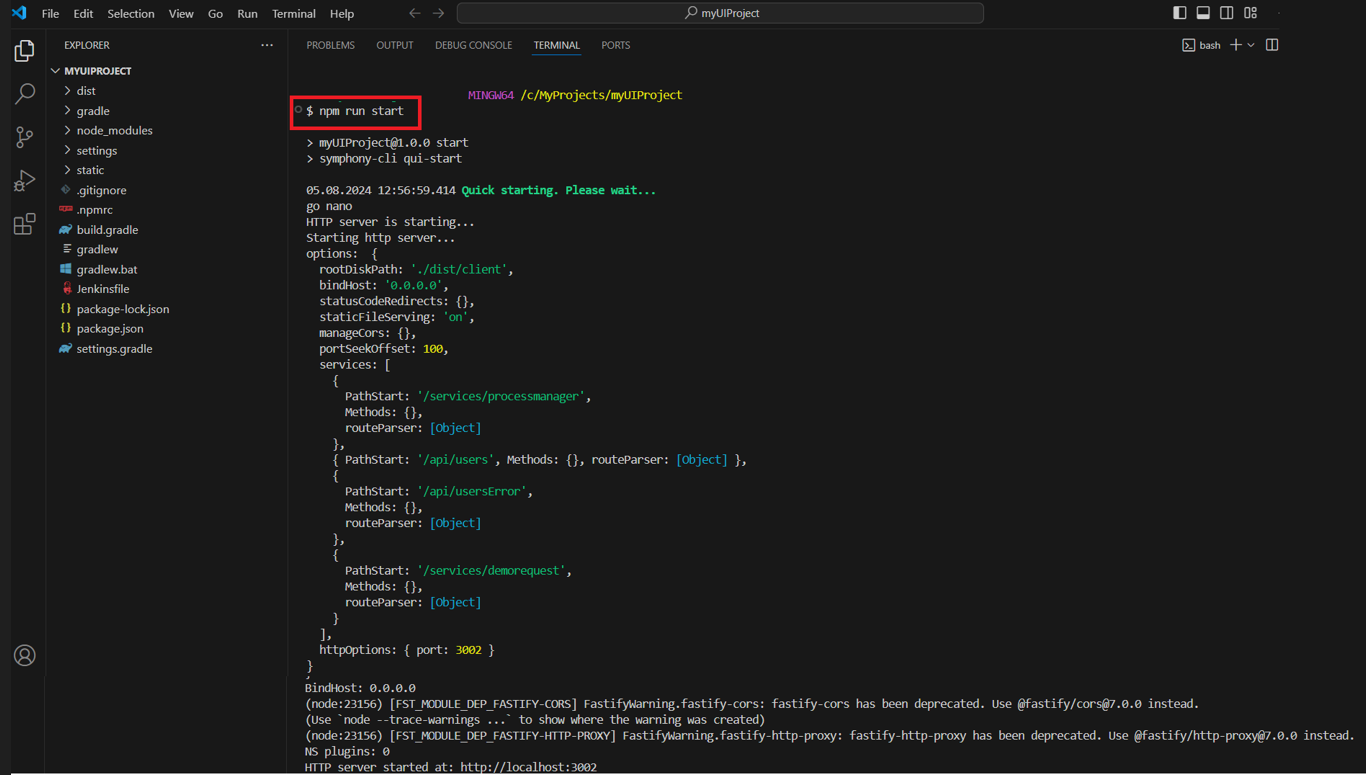 File Edit Selection View Go Run Terminal Help
myUIProject
EXPLORER
PROBLEMS OUTPUT DEBUG CONSOLE TERMINAL PORTS
bash
MYUIPROJECT
dist
gradle
node_modules
settings
static
.gitignore
.npmrc
build.gradle
gradlew
gradlew.bat
Jenkinsfile
package-lock.json
package.json
settings.gradle
MINGW64 /c/MyProjects/myUIProject
$ npm run start
> myUIProject@1.0.0 start
> symphony-cli qui-start
05.08.2024 12:56:59.414 Quick starting. Please wait...
go nano
HTTP server is starting...
Starting http server...
options: {
rootDiskPath: './dist/client',
bindHost: '0.0.0.0',
statusCodeRedirects: {},
staticFileServing: 'on',
manageCors: {},
portSeekOffset: 100,
services: [
{
PathStart: '/services/processmanager',
Methods: {},
routeParser: [Object]
},
{ PathStart: '/api/users', Methods: {}, routeParser: [Object] },
{
PathStart: '/api/usersError',
Methods: {},
routeParser: [Object]
},
{
PathStart: '/services/demorequest',
Methods: {},
routeParser: [Object]
}
],
httpOptions: { port: 3002 }
}
BindHost: 0.0.0.0
(node:23156) [FST_MODULE_DEP_FASTIFY-CORS] FastifyWarning.fastify-cors: fastify-cors has been deprecated. Use @fastify/cors@7.0.0 instead.
(Use `node --trace-warnings ...` to show where the warning was created)
(node:23156) [FST_MODULE_DEP_FASTIFY-HTTP-PROXY] FastifyWarning.fastify-http-proxy: fastify-http-proxy has been deprecated. Use @fastify/http-proxy@7.0.0 instead.
NS plugins: 0
HTTP server started at: http://localhost:3002